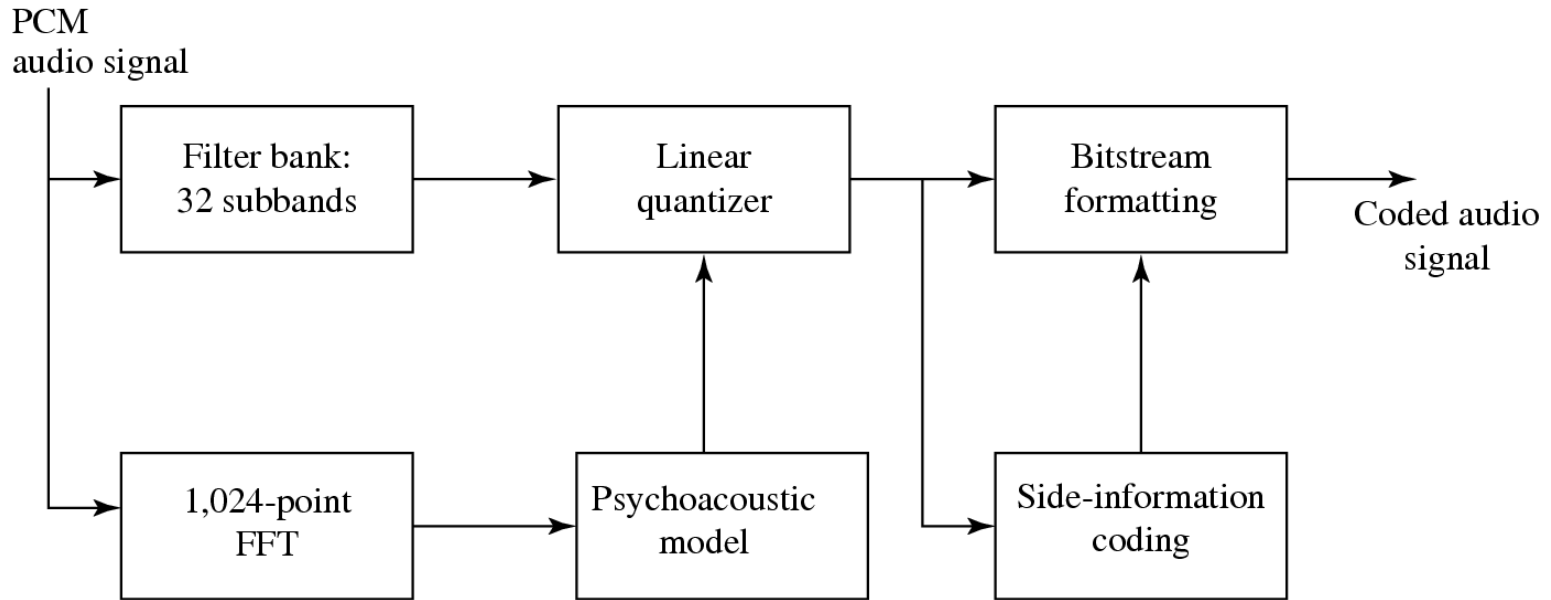 PCM
audio signal
Filter bank:
32 subbands
Linear
quantizer
Bitstream
formatting
Coded audio
signal
1,024-point
FFT
Psychoacoustic
model
Side-information
coding